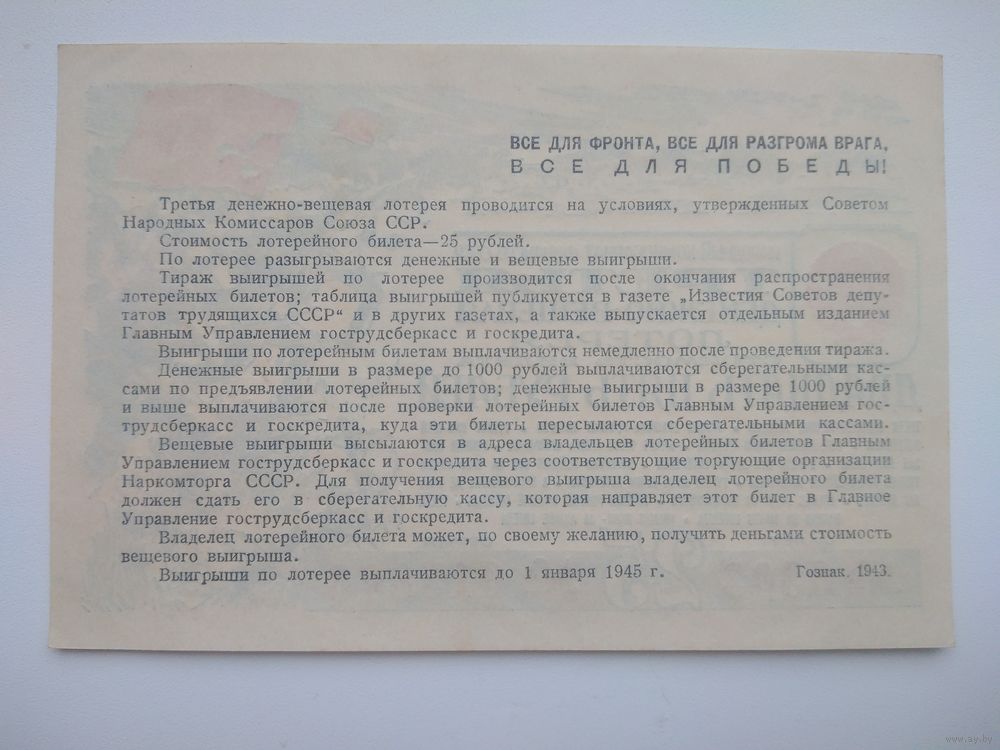 ВСЕ ДЛЯ ФРОНТА, ВСЕ ДЛЯ РАЗГРОМА ВРАГА,
ВСЕ ДЛЯ ПОБЕДЫ!
Третья денежно-вещевая лотерея проводится на условиях, утвержденных Советом
Народных Комиссаров Союза ССР.
Стоимость лотерейного билета—25 рублей.
По лотерее разыгрываются денежные и вещевые выигрыши.
Тираж выигрышей по лотерее производится после окончания распространения
лотерейных билетов; таблица выигрышей публикуется в газете „Известия Советов депу-
татов трудящихся СССР“ и в других газетах, а также выпускается отдельным изданием
Главным Управлением гострудсберкасс и госкредита.
Выигрыши по лотерейным билетам выплачиваются немедленно после проведения тиража.
Денежные выигрыши в размере до 1000 рублей выплачиваются сберегательными кас-
сами по предъявлении лотерейных билетов; денежные выигрыши в размере 1000 рублей
и выше выплачиваются после проверки лотерейных билетов Главным Управлением гос-
трудсберкасс и госкредита, куда эти билеты пересылаются сберегательными кассами.
Вещевые выигрыши высылаются в адреса владельцев лотерейных билетов Главным
Управлением гострудсберкасс и госкредита через соответствующие торгующие организации
Наркомторга СССР. Для получения вещевого выигрыша владелец лотерейного билета
должен сдать его в сберегательную кассу, которая направляет этот билет в Главное
Управление гострудсберкасс и госкредита.
Владелец лотерейного билета может, по своему желанию, получить деньгами стоимость
вещевого выигрыша.
Выигрыши по лотерее выплачиваются до 1 января 1945 г. Гознак. 1943.
www.ay.by